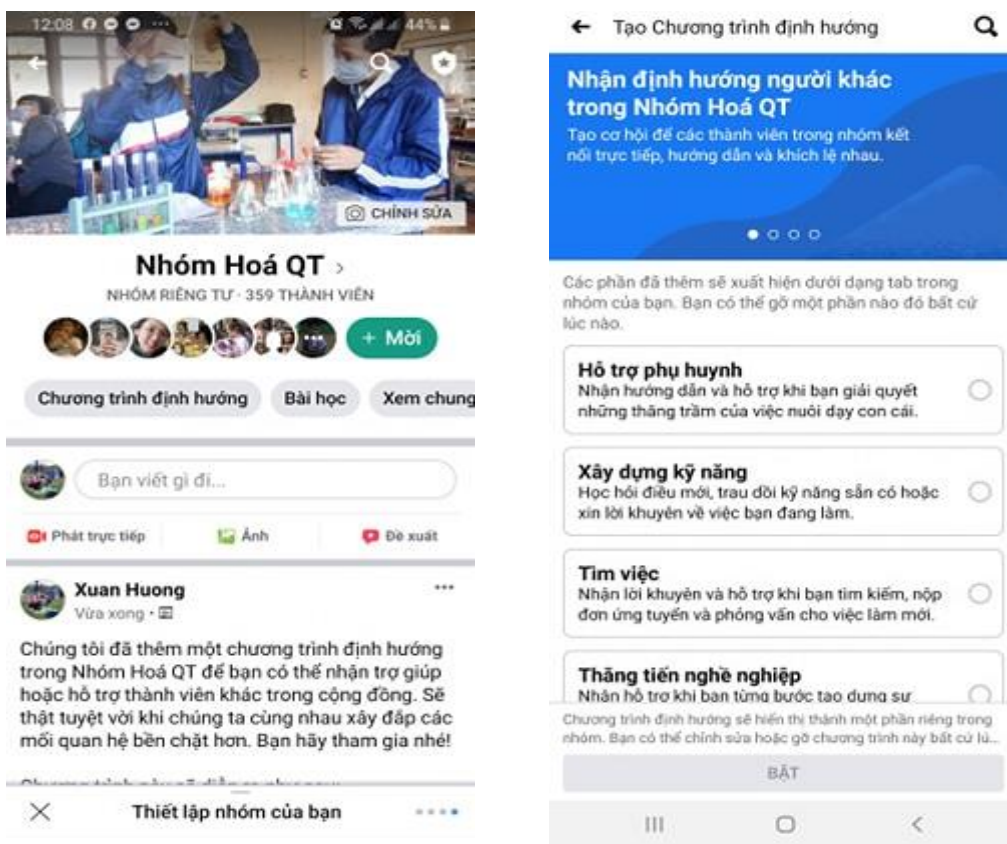 12:08
44%
CHỈNH SỬA
Nhóm Hoá QT >
NHÓM RIÊNG TƯ · 359 THÀNH VIÊN
+ Mời
Chương trình định hướng
Bài học
Xem chung
Bạn viết gì đi...
Phát trực tiếp
Ảnh
Đề xuất
Xuan Huong
Vừa xong ·
Chúng tôi đã thêm một chương trình định hướng
trong Nhóm Hoá QT để bạn có thể nhận trợ giúp
hoặc hỗ trợ thành viên khác trong cộng đồng. Sẽ
thật tuyệt vời khi chúng ta cùng nhau xây đắp các
mối quan hệ bền chặt hơn. Bạn hãy tham gia nhé!
Thiết lập nhóm của bạn
Tạo Chương trình định hướng
Nhận định hướng người khác
trong Nhóm Hoá QT
Tạo cơ hội để các thành viên trong nhóm kết
nối trực tiếp, hướng dẫn và khích lệ nhau.
Các phần đã thêm sẽ xuất hiện dưới dạng tab trong
nhóm của bạn. Bạn có thể gỡ một phần nào đó bất cứ
lúc nào.
Hỗ trợ phụ huynh
Nhận hướng dẫn và hỗ trợ khi bạn giải quyết
những thăng trầm của việc nuôi dạy con cái.
Xây dựng kỹ năng
Học hỏi điều mới, trau dồi kỹ năng sẵn có hoặc
xin lời khuyên về việc bạn đang làm.
Tìm việc
Nhận lời khuyên và hỗ trợ khi bạn tìm kiếm, nộp
đơn ứng tuyển và phỏng vấn cho việc làm mới.
Thăng tiến nghề nghiệp
Nhận hỗ trợ khi bạn từng bước tạo dựng sự
Chương trình định hướng sẽ hiển thị thành một phần riêng trong
nhóm. Bạn có thể chỉnh sửa hoặc gỡ chương trình này bất cứ lú...
BẬT